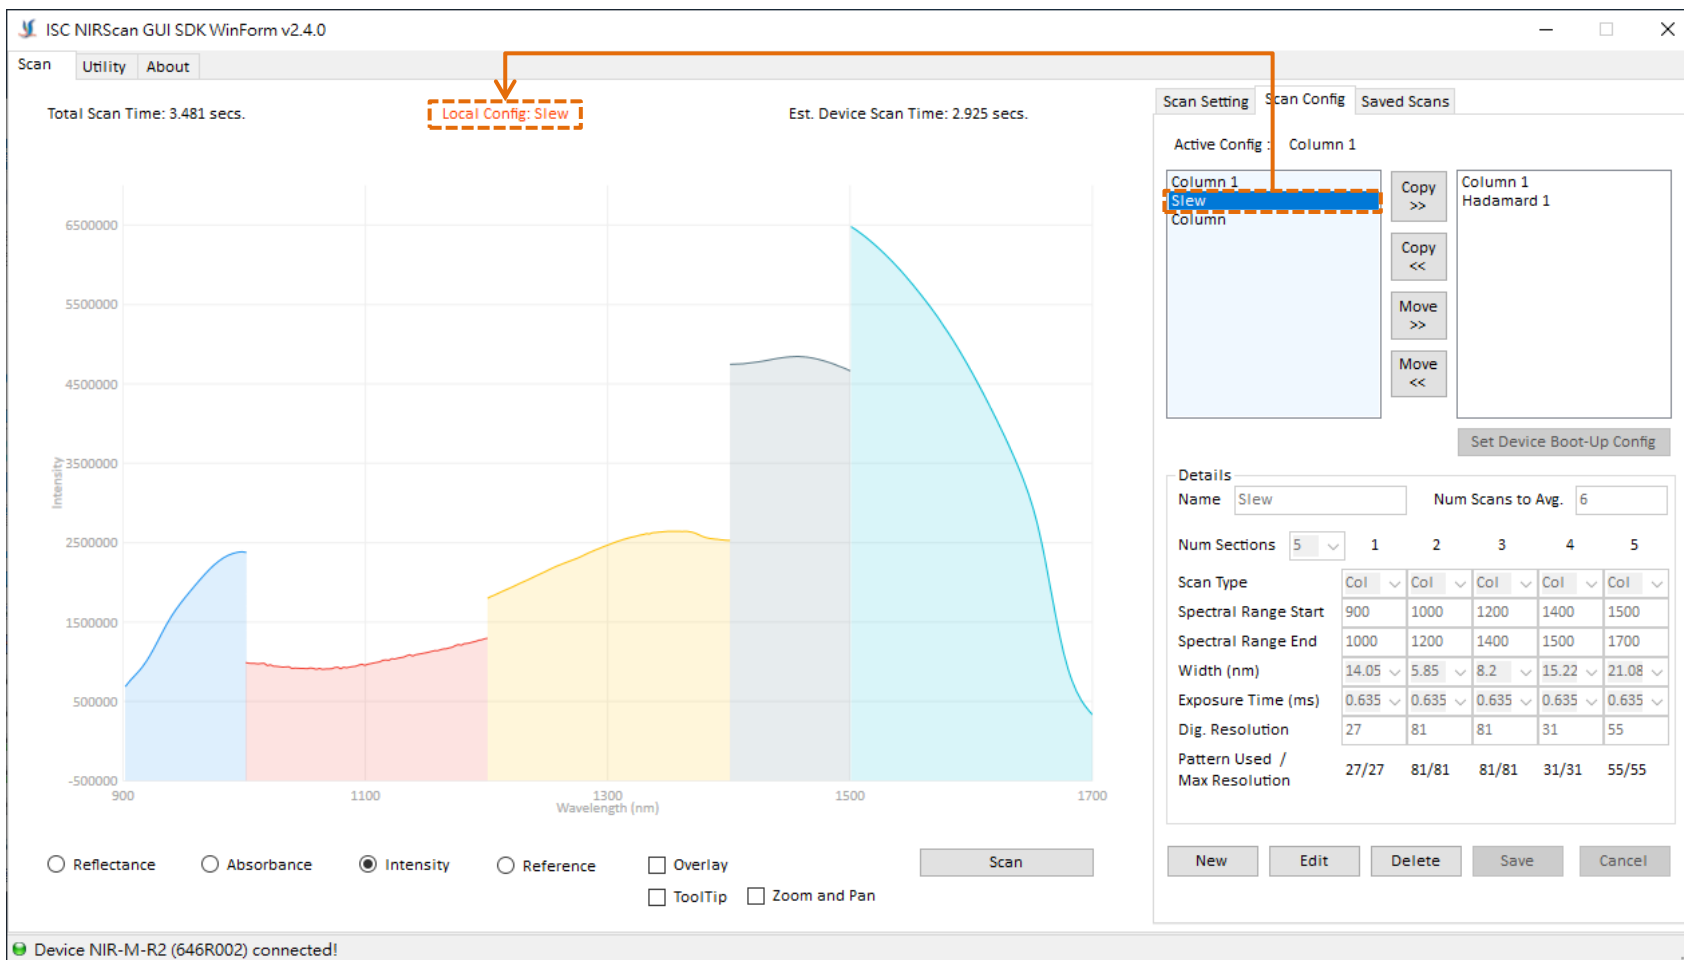 ISC NIRScan GUI SDK WinForm v2.4.0
Scan Utility About
Total Scan Time: 3.481 secs.
Local Config: Slew
Est. Device Scan Time: 2.925 secs.
6500000
5500000
4500000
3500000
2500000
1500000
500000
-500000
Intensity
900 1100 1300 1500 1700
Wavelength (nm)
Reflectance Absorbance Intensity Reference Overlay
ToolTip Zoom and Pan
Scan
Scan Setting Scan Config Saved Scans
Active Config : Column 1
Column 1
Slew
Column
Copy
>>
Copy
<<
Move
>>
Move
<<
Column 1
Hadamard 1
Set Device Boot-Up Config
Details
Name Slew Num Scans to Avg. 6
Num Sections 5 1 2 3 4 5
Scan Type Col Col Col Col Col
Spectral Range Start 900 1000 1200 1400 1500
Spectral Range End 1000 1200 1400 1500 1700
Width (nm) 14.05 5.85 8.2 15.22 21.08
Exposure Time (ms) 0.635 0.635 0.635 0.635 0.635
Dig. Resolution 27 81 81 31 55
Pattern Used /
Max Resolution 27/27 81/81 81/81 31/31 55/55
New Edit Delete Save Cancel
Device NIR-M-R2 (646R002) connected!